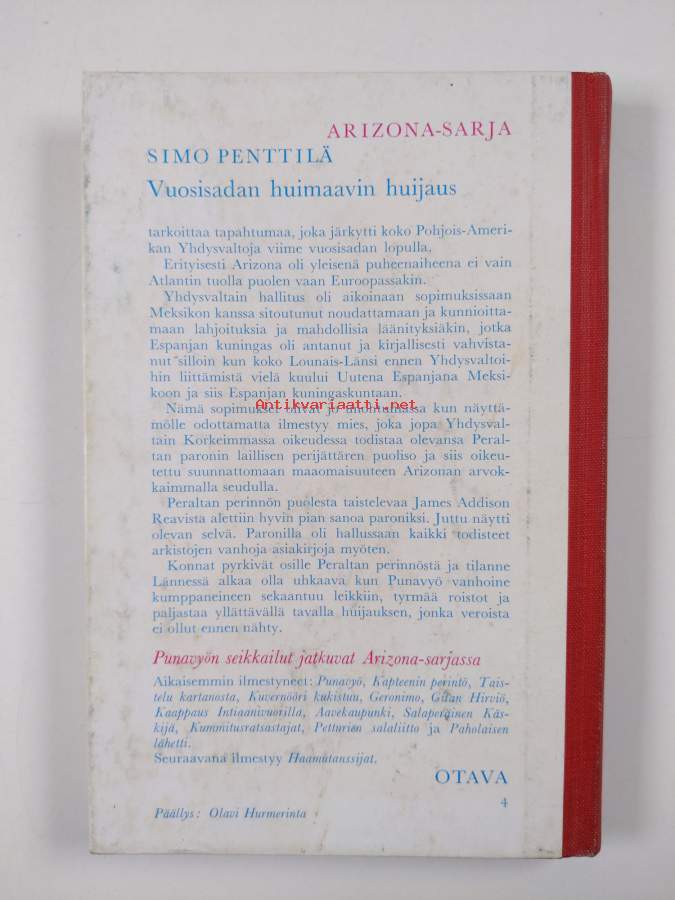 ARIZONA-SARJA
SIMO PENTTILÄ
Vuosisadan huimaavin huijaus
tarkoittaa tapahtumaa, joka järkytti koko Pohjois-Ameri-
kan Yhdysvaltoja viime vuosisadan lopulla.
Erityisesti Arizona oli yleisenä puheenaiheena ei vain
Atlantin tuolla puolen vaan Euroopassakin.
Yhdysvaltain hallitus oli aikoinaan sopimuksissaan
Meksikon kanssa sitoutunut noudattamaan ja kunnioitta-
maan lahjoituksia ja mahdollisia läänityksiäkin, jotka
Espanjan kuningas oli antanut ja kirjallisesti vahvista-
nut silloin kun koko Lounais-Länsi ennen Yhdysvaltoi-
hin liittämistä vielä kuului Uutena Espanjana Meksi-
koon ja siis Espanjan kuningaskuntaan.
Antikvariaatti.net
Nämä sopimukset olivat jo unohtumassa kun näyttä-
mölle odottamatta ilmestyy mies, joka jopa Yhdysval-
tain Korkeimmassa oikeudessa todistaa olevansa Peral-
tan paronin laillisen perijättären puoliso ja siis oikeu-
tettu suunnattomaan maaomaisuuteen Arizonan arvok-
kaimmalla seudulla.
Peraltan perinnön puolesta taistelevaa James Addison
Reavista alettiin hyvin pian sanoa paroniksi. Juttu näytti
olevan selvä. Paronilla oli hallussaan kaikki todisteet
arkistojen vanhoja asiakirjoja myöten.
Konnat pyrkivät osille Peraltan perinnöstä ja tilanne
Lännessä alkaa olla uhkaava kun Punavyö vanhoine
kumppaneineen sekaantuu leikkiin, tyrmää roistot ja
paljastaa yllättävällä tavalla huijauksen, jonka veroista
ei ollut ennen nähty.
Punavyön seikkailut jatkuvat Arizona-sarjassa
Aikaisemmin ilmestyneet: Punavyö, Kapteenin perintö, Tais-
telu kartanosta, Kuvernööri kukistuu, Geronimo, Gilan Hirviö,
Kaappaus Intiaanivuorilla, Aavekaupunki, Salaperäinen Käs-
kijä, Kummitusratsastajat, Petturien salaliitto ja Paholaisen
lähetti.
Seuraavana ilmestyy Haamutanssijat.
OTAVA
4
Päällys: Olavi Hurmerinta